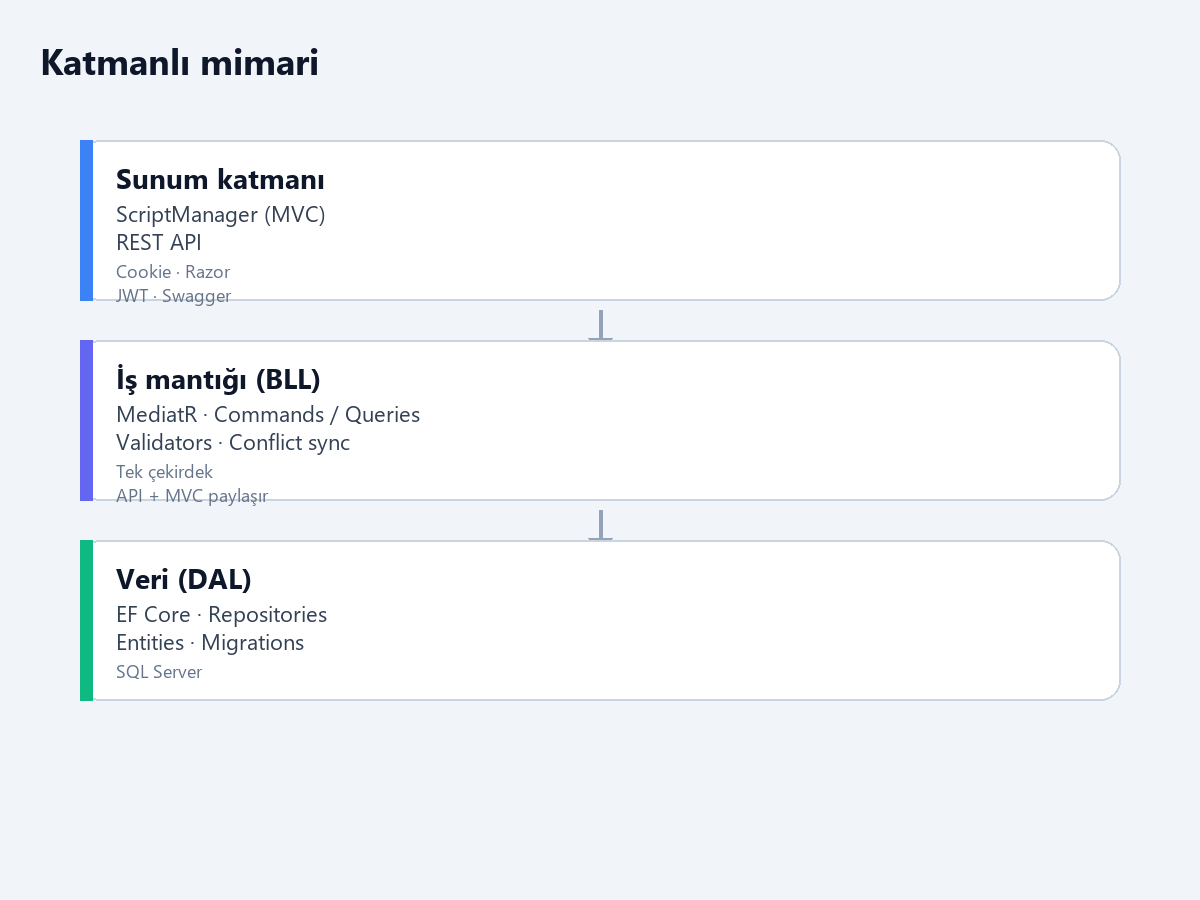 Katmanlı mimari
Sunum katmanı
ScriptManager (MVC)
REST API
Cookie · Razor
JWT · Swagger
İş mantığı (BLL)
MediatR · Commands / Queries
Validators · Conflict sync
Tek çekirdek
API + MVC paylaşır
Veri (DAL)
EF Core · Repositories
Entities · Migrations
SQL Server